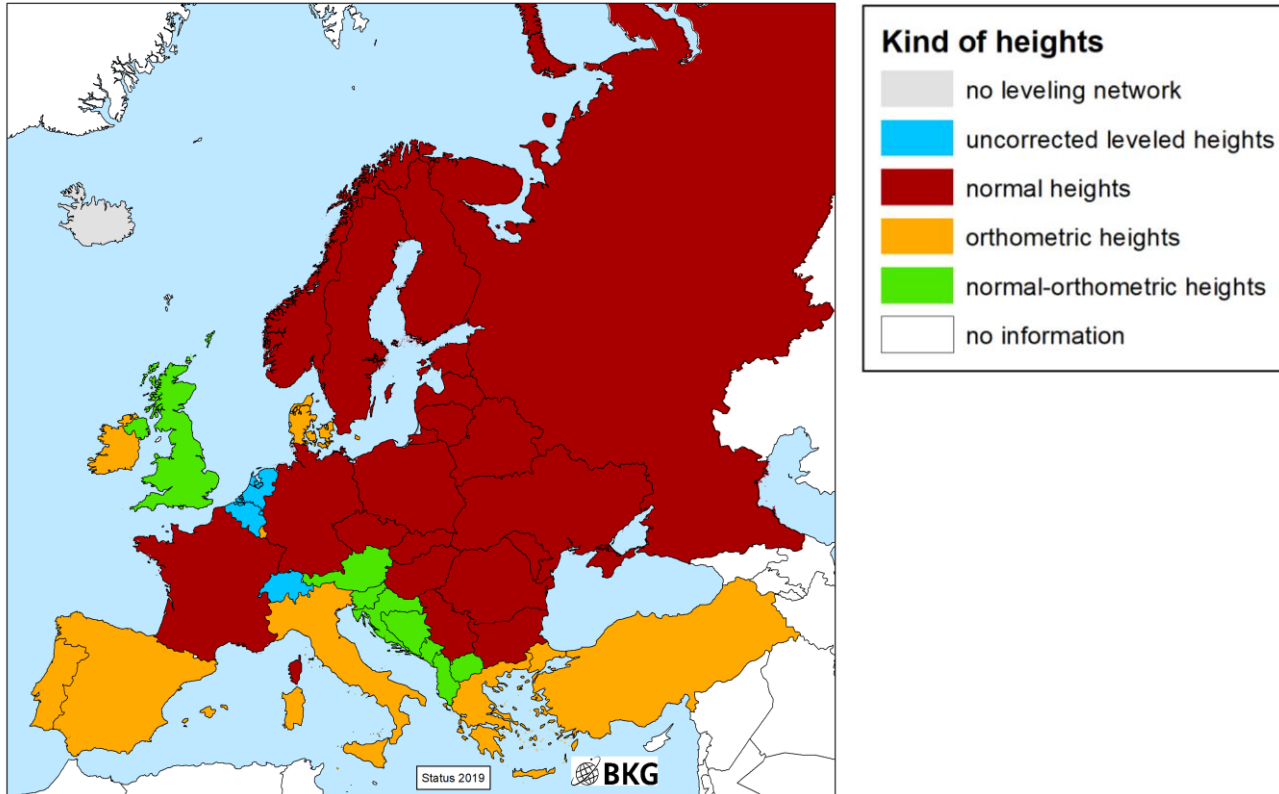 Kind of heights
no leveling network
uncorrected leveled heights
normal heights
orthometric heights
normal-orthometric heights
no information
Status 2019
BKG